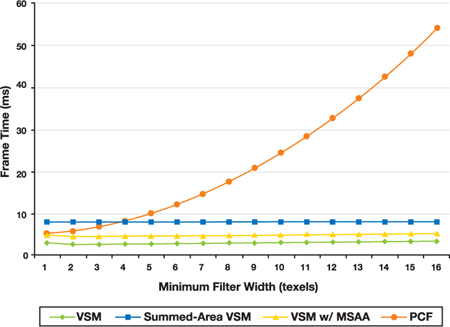 60
50
40
30
20
10
0
Frame Time (ms)
1 2 3 4 5 6 7 8 9 10 11 12 13 14 15 16
Minimum Filter Width (texels)
VSM Summed-Area VSM VSM w/ MSAA PCF